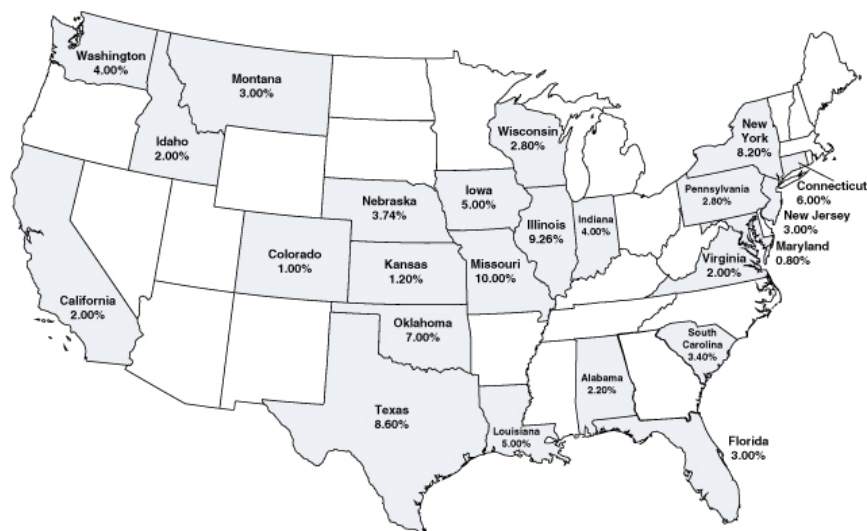 Washington
4.00%
Montana
3.00%
Idaho
2.00%
Wisconsin
2.80%
New
York
8.20%
Connecticut
6.00%
Pennsylvania
2.80%
New Jersey
3.00%
Maryland
0.80%
Nebraska
3.74%
Iowa
5.00%
Illinois
9.26%
Indiana
4.00%
Colorado
1.00%
Kansas
1.20%
Missouri
10.00%
Virginia
2.00%
California
2.00%
Oklahoma
7.00%
South
Carolina
3.40%
Alabama
2.20%
Texas
8.60%
Louisiana
5.00%
Florida
3.00%